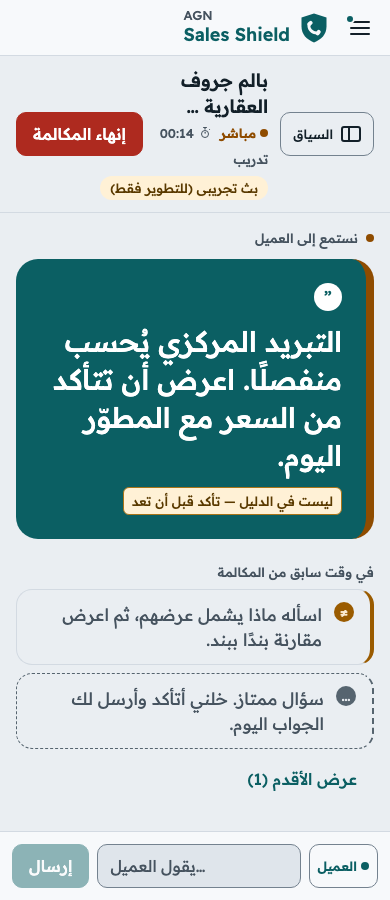 AGN
Sales Shield
السياق
بالم جروف
العقارية ...
مباشر 00:14
تدريب
بث تجريبي (للتطوير فقط)
إنهاء المكالمة
نستمع إلى العميل
”
التبريد المركزي يُحسب
منفصلًا. اعرض أن تتأكد
من السعر مع المطوّر
اليوم.
ليست في الدليل — تأكد قبل أن تعد
في وقت سابق من المكالمة
≠
اسأله ماذا يشمل عرضهم، ثم اعرض
مقارنة بندًا ببند.
…
سؤال ممتاز. خلني أتأكد وأرسل لك
الجواب اليوم.
عرض الأقدم (1)
العميل
يقول العميل...
إرسال